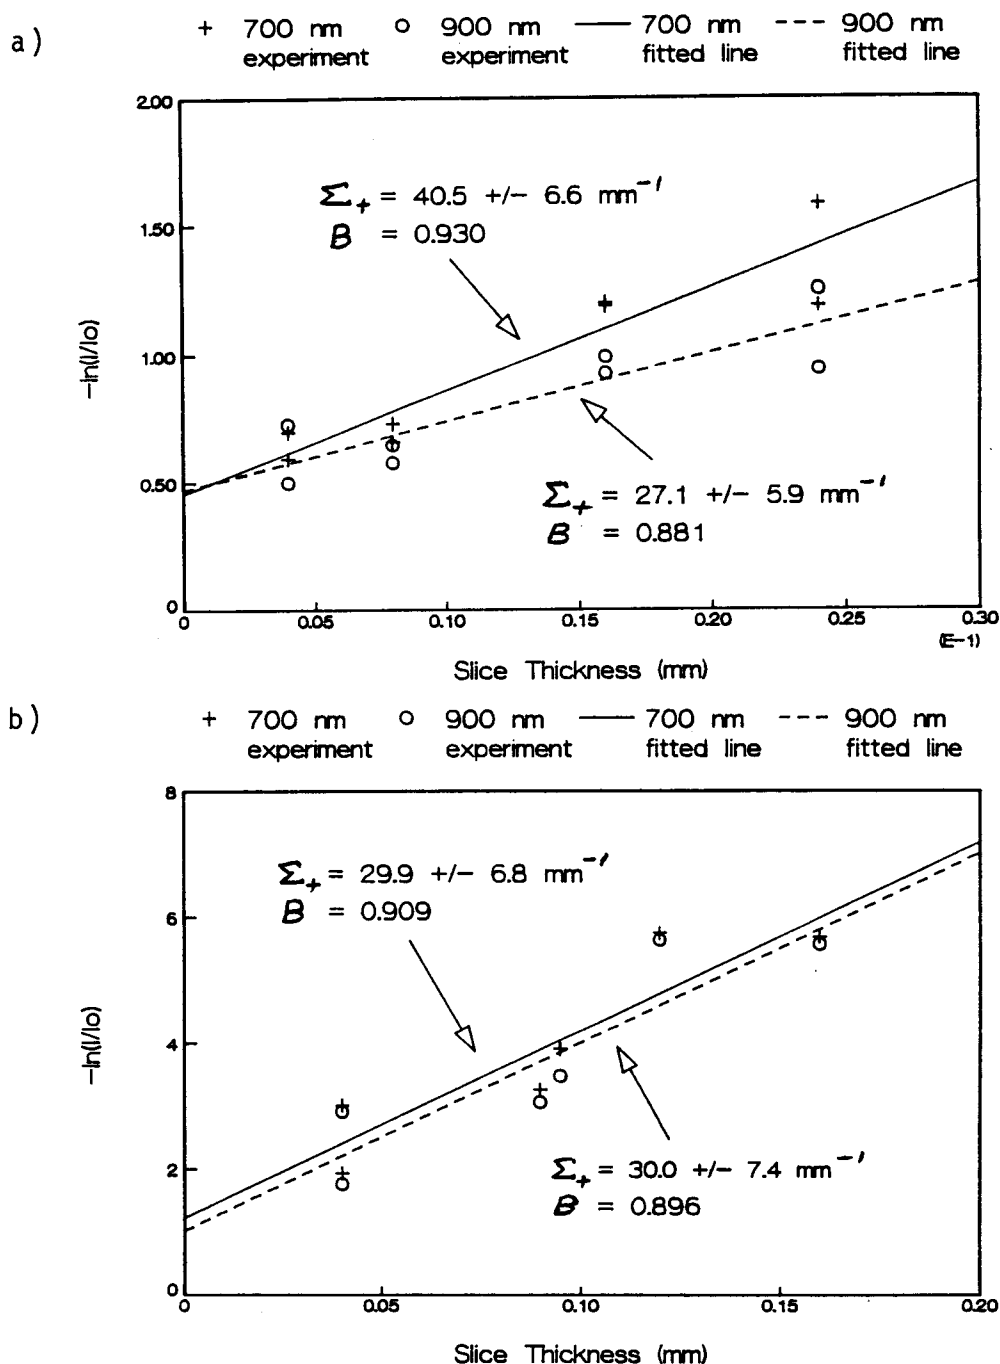 a)
+ 700 nm experiment o 900 nm experiment 700 nm fitted line 900 nm fitted line
2.00
1.50
1.00
0.50
0
-ln(I/Io)
Σ+ = 40.5 +/- 6.6 mm⁻¹
B = 0.930
Σ+ = 27.1 +/- 5.9 mm⁻¹
B = 0.881
0 0.05 0.10 0.15 0.20 0.25 0.30
(E-1)
Slice Thickness (mm)
b)
+ 700 nm experiment o 900 nm experiment 700 nm fitted line 900 nm fitted line
8
6
4
2
0
-ln(I/Io)
Σ+ = 29.9 +/- 6.8 mm⁻¹
B = 0.909
Σ+ = 30.0 +/- 7.4 mm⁻¹
B = 0.896
0 0.05 0.10 0.15 0.20
Slice Thickness (mm)